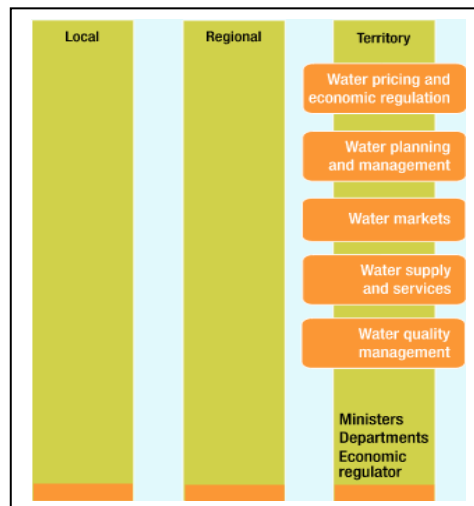 Local
Regional
Territory
Water pricing and
economic regulation
Water planning
and management
Water markets
Water supply
and services
Water quality
management
Ministers
Departments
Economic
regulator